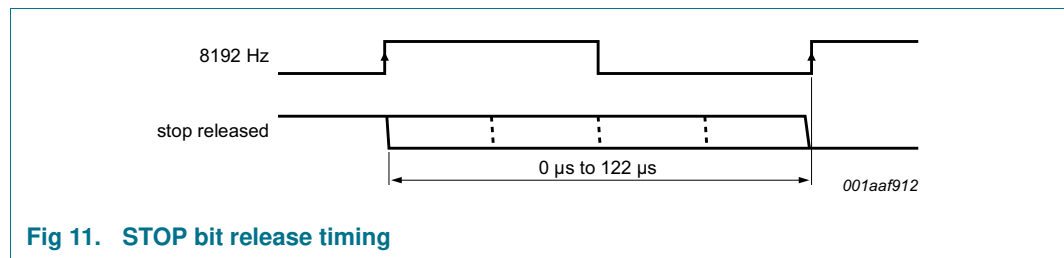 8192 Hz
stop released
0 μs to 122 μs
001aaf912
Fig 11. STOP bit release timing